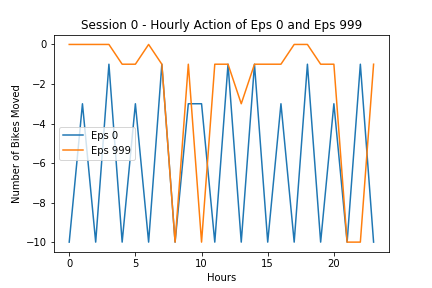 Session 0 - Hourly Action of Eps 0 and Eps 999
Number of Bikes Moved
0
−2
−4
−6
−8
−10
Eps 0
Eps 999
0 5 10 15 20
Hours